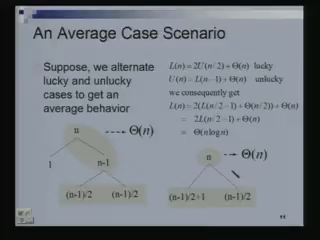 An Average Case Scenario
Suppose, we alternate
lucky and unlucky
cases to get an
average behavior
L(n) = 2U(n/2) + Θ(n) lucky
U(n) = L(n−1) + Θ(n) unlucky
we consequently get
L(n) = 2(L(n/2−1) + Θ(n/2)) + Θ(n)
= 2L(n/2−1) + Θ(n)
= Θ(n log n)
n
Θ(n)
1
n-1
(n-1)/2
(n-1)/2
n
Θ(n)
(n-1)/2+1
(n-1)/2